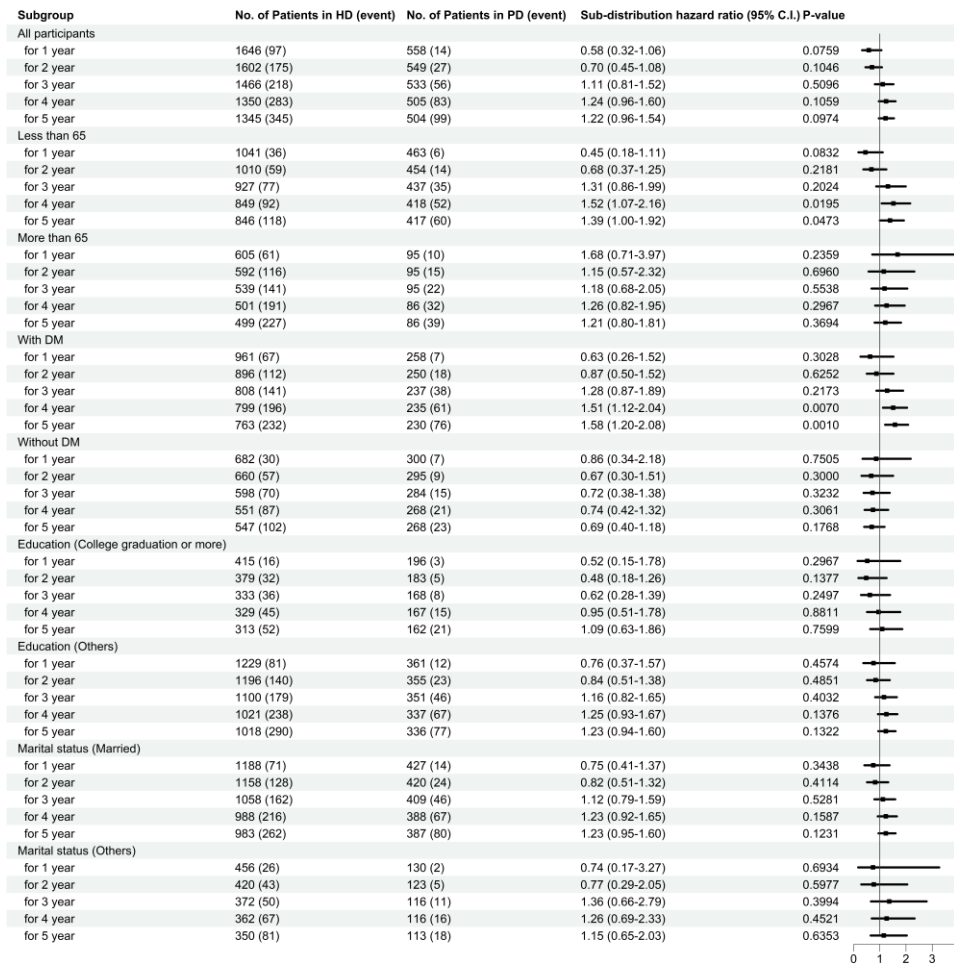 Subgroup No. of Patients in HD (event) No. of Patients in PD (event) Sub-distribution hazard ratio (95% C.I.) P-value
All participants
for 1 year 1646 (97) 558 (14) 0.58 (0.32-1.06) 0.0759
for 2 year 1602 (175) 549 (27) 0.70 (0.45-1.08) 0.1046
for 3 year 1466 (218) 533 (56) 1.11 (0.81-1.52) 0.5096
for 4 year 1350 (283) 505 (83) 1.24 (0.96-1.60) 0.1059
for 5 year 1345 (345) 504 (99) 1.22 (0.96-1.54) 0.0974
Less than 65
for 1 year 1041 (36) 463 (6) 0.45 (0.18-1.11) 0.0832
for 2 year 1010 (59) 454 (14) 0.68 (0.37-1.25) 0.2181
for 3 year 927 (77) 437 (35) 1.31 (0.86-1.99) 0.2024
for 4 year 849 (92) 418 (52) 1.52 (1.07-2.16) 0.0195
for 5 year 846 (118) 417 (60) 1.39 (1.00-1.92) 0.0473
More than 65
for 1 year 605 (61) 95 (10) 1.68 (0.71-3.97) 0.2359
for 2 year 592 (116) 95 (15) 1.15 (0.57-2.32) 0.6960
for 3 year 539 (141) 95 (22) 1.18 (0.68-2.05) 0.5538
for 4 year 501 (191) 86 (32) 1.26 (0.82-1.95) 0.2967
for 5 year 499 (227) 86 (39) 1.21 (0.80-1.81) 0.3694
With DM
for 1 year 961 (67) 258 (7) 0.63 (0.26-1.52) 0.3028
for 2 year 896 (112) 250 (18) 0.87 (0.50-1.52) 0.6252
for 3 year 808 (141) 237 (38) 1.28 (0.87-1.89) 0.2173
for 4 year 799 (196) 235 (61) 1.51 (1.12-2.04) 0.0070
for 5 year 763 (232) 230 (76) 1.58 (1.20-2.08) 0.0010
Without DM
for 1 year 682 (30) 300 (7) 0.86 (0.34-2.18) 0.7505
for 2 year 660 (57) 295 (9) 0.67 (0.30-1.51) 0.3000
for 3 year 598 (70) 284 (15) 0.72 (0.38-1.38) 0.3232
for 4 year 551 (87) 268 (21) 0.74 (0.42-1.32) 0.3061
for 5 year 547 (102) 268 (23) 0.69 (0.40-1.18) 0.1768
Education (College graduation or more)
for 1 year 415 (16) 196 (3) 0.52 (0.15-1.78) 0.2967
for 2 year 379 (32) 183 (5) 0.48 (0.18-1.26) 0.1377
for 3 year 333 (36) 168 (8) 0.62 (0.28-1.39) 0.2497
for 4 year 329 (45) 167 (15) 0.95 (0.51-1.78) 0.8811
for 5 year 313 (52) 162 (21) 1.09 (0.63-1.86) 0.7599
Education (Others)
for 1 year 1229 (81) 361 (12) 0.76 (0.37-1.57) 0.4574
for 2 year 1196 (140) 355 (23) 0.84 (0.51-1.38) 0.4851
for 3 year 1100 (179) 351 (46) 1.16 (0.82-1.65) 0.4032
for 4 year 1021 (238) 337 (67) 1.25 (0.93-1.67) 0.1376
for 5 year 1018 (290) 336 (77) 1.23 (0.94-1.60) 0.1322
Marital status (Married)
for 1 year 1188 (71) 427 (14) 0.75 (0.41-1.37) 0.3438
for 2 year 1158 (128) 420 (24) 0.82 (0.51-1.32) 0.4114
for 3 year 1058 (162) 409 (46) 1.12 (0.79-1.59) 0.5281
for 4 year 988 (216) 388 (67) 1.23 (0.92-1.65) 0.1587
for 5 year 983 (262) 387 (80) 1.23 (0.95-1.60) 0.1231
Marital status (Others)
for 1 year 456 (26) 130 (2) 0.74 (0.17-3.27) 0.6934
for 2 year 420 (43) 123 (5) 0.77 (0.29-2.05) 0.5977
for 3 year 372 (50) 116 (11) 1.36 (0.66-2.79) 0.3994
for 4 year 362 (67) 116 (16) 1.26 (0.69-2.33) 0.4521
for 5 year 350 (81) 113 (18) 1.15 (0.65-2.03) 0.6353
0 1 2 3